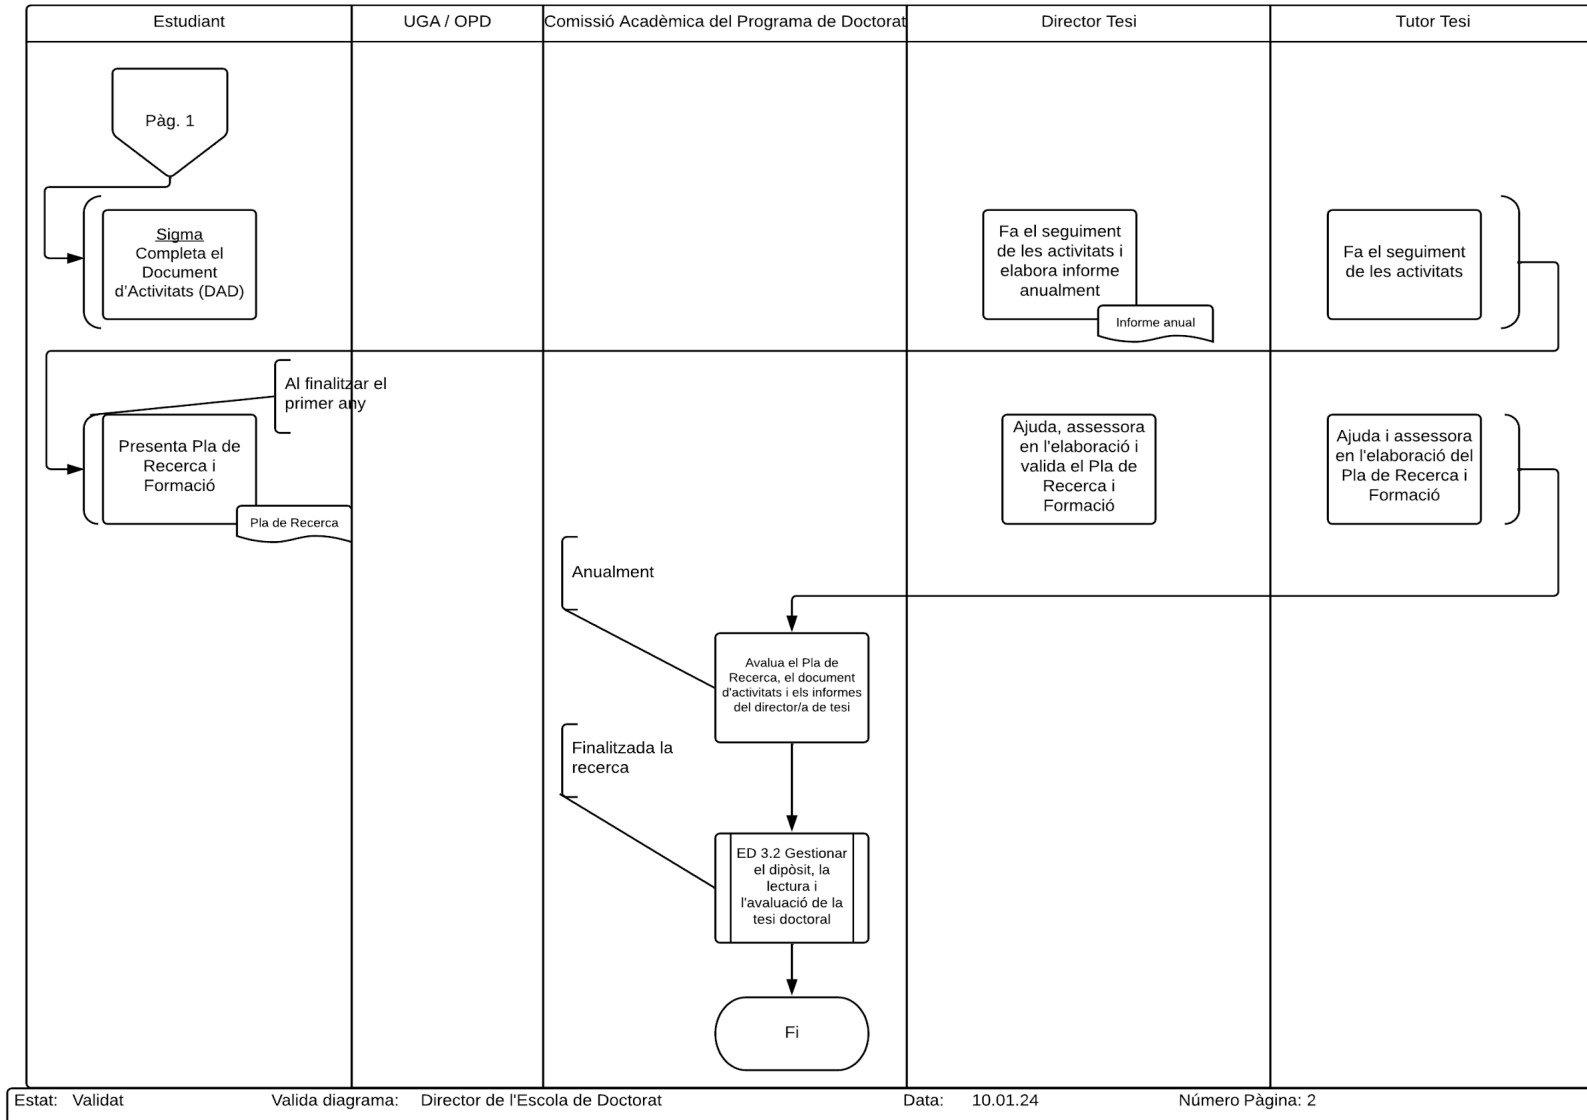 Estudiant
UGA / OPD
Comissió Acadèmica del Programa de Doctorat
Director Tesi
Tutor Tesi
Pàg. 1
Sigma
Completa el
Document
d'Activitats (DAD)
Fa el seguiment
de les activitats i
elabora informe
anualment
Informe anual
Fa el seguiment
de les activitats
Al finalitzar el
primer any
Presenta Pla de
Recerca i
Formació
Pla de Recerca
Ajuda, assessora
en l'elaboració i
valida el Pla de
Recerca i
Formació
Ajuda i assessora
en l'elaboració del
Pla de Recerca i
Formació
Anualment
Avalua el Pla de
Recerca, el document
d'activitats i els informes
del director/a de tesi
Finalitzada la
recerca
ED 3.2 Gestionar
el dipòsit, la
lectura i
l'avaluació de la
tesi doctoral
Fi
Estat: Validat
Valida diagrama: Director de l'Escola de Doctorat
Data: 10.01.24
Número Pàgina: 2